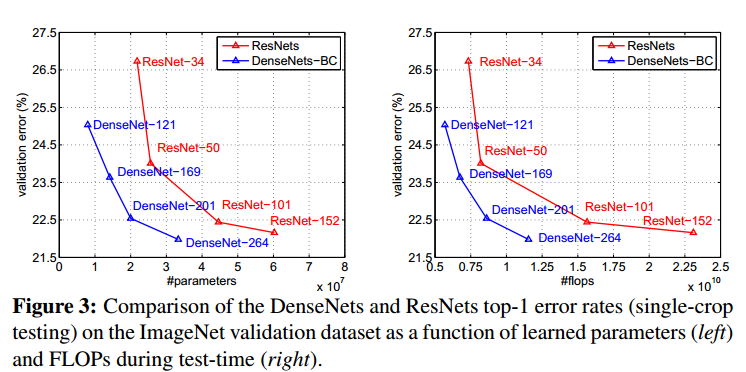 27.5
26.5
25.5
24.5
23.5
22.5
21.5
validation error (%)
ResNets
DenseNets−BC
ResNet−34
DenseNet−121
ResNet−50
DenseNet−169
DenseNet−201
ResNet−101
ResNet−152
DenseNet−264
0 1 2 3 4 5 6 7 8
#parameters
x 10^7
27.5
26.5
25.5
24.5
23.5
22.5
21.5
validation error (%)
ResNets
DenseNets−BC
ResNet−34
DenseNet−121
ResNet−50
DenseNet−169
DenseNet−201
ResNet−101
ResNet−152
DenseNet−264
0.5 0.75 1 1.25 1.5 1.75 2 2.25 2.5
#flops
x 10^10
Figure 3: Comparison of the DenseNets and ResNets top-1 error rates (single-crop
testing) on the ImageNet validation dataset as a function of learned parameters (left)
and FLOPs during test-time (right).